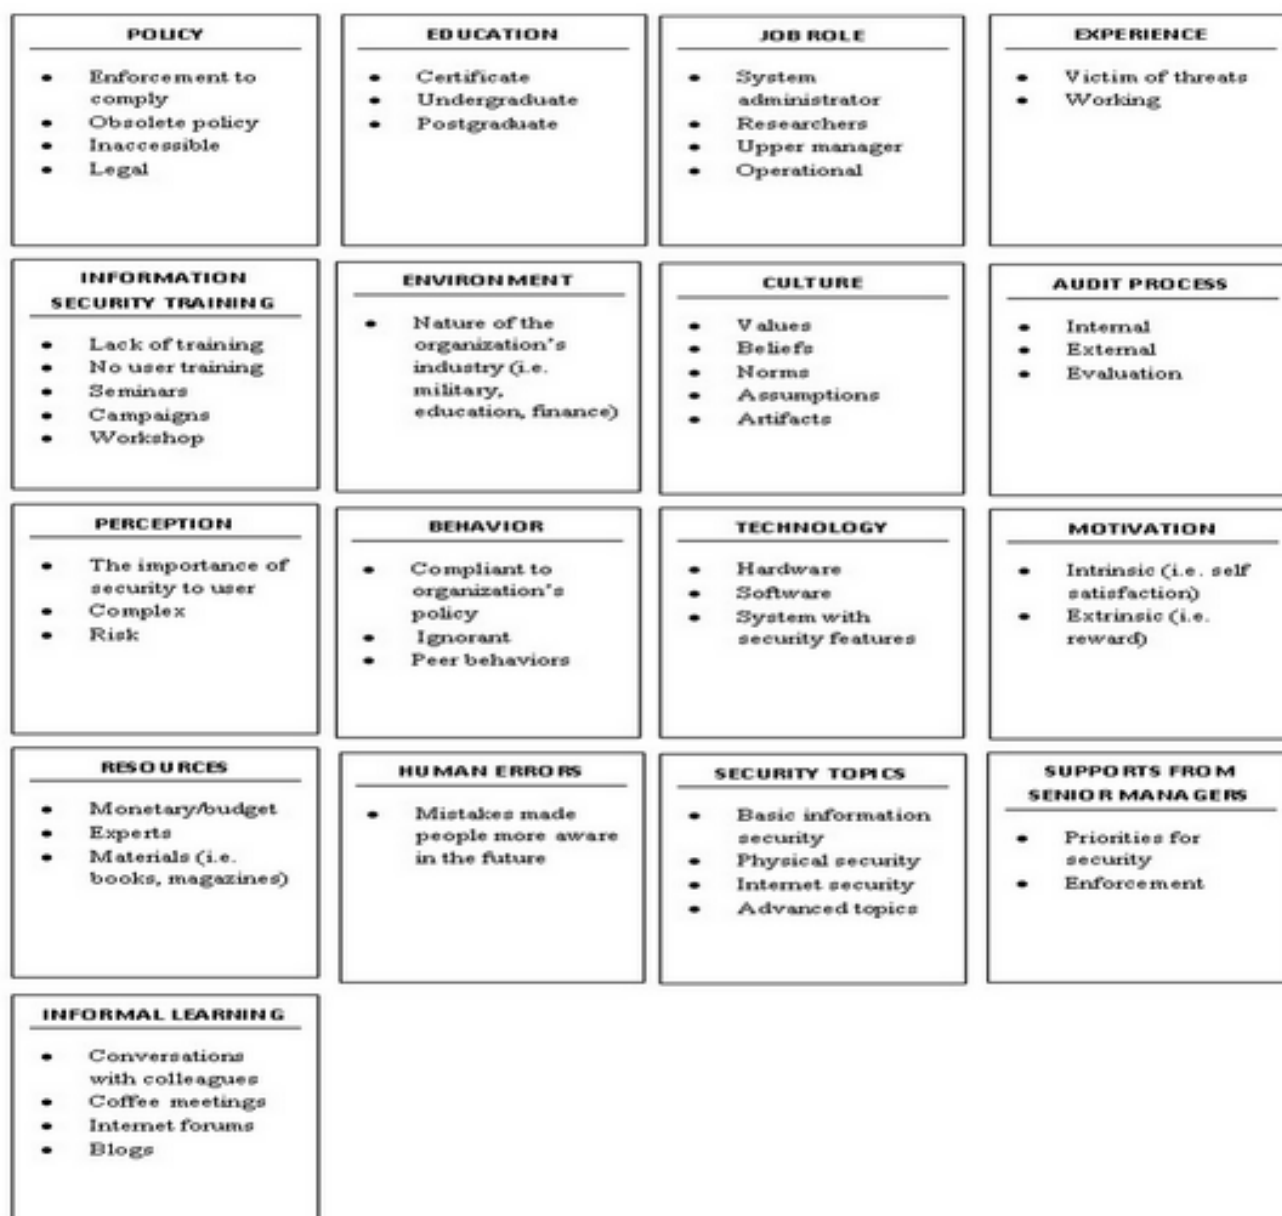 POLICY
• Enforcement to
comply
• Obsolete policy
• Inaccessible
• Legal
EDUCATION
• Certificate
• Undergraduate
• Postgraduate
JOB ROLE
• System
administrator
• Researchers
• Upper manager
• Operational
EXPERIENCE
• Victim of threats
• Working
INFORMATION
SECURITY TRAINING
• Lack of training
• No user training
• Seminars
• Campaigns
• Workshop
ENVIRONMENT
• Nature of the
organization's
industry (i.e.
military,
education, finance)
CULTURE
• Values
• Beliefs
• Norms
• Assumptions
• Artifacts
AUDIT PROCESS
• Internal
• External
• Evaluation
PERCEPTION
• The importance of
security to user
• Complex
• Risk
BEHAVIOR
• Compliant to
organization's
policy
• Ignorant
• Peer behaviors
TECHNOLOGY
• Hardware
• Software
• System with
security features
MOTIVATION
• Intrinsic (i.e. self
satisfaction)
• Extrinsic (i.e.
reward)
RESOURCES
• Monetary/budget
• Experts
• Materials (i.e.
books, magazines)
HUMAN ERRORS
• Mistakes made
people more aware
in the future
SECURITY TOPICS
• Basic information
security
• Physical security
• Internet security
• Advanced topics
SUPPORTS FROM
SENIOR MANAGERS
• Priorities for
security
• Enforcement
INFORMAL LEARNING
• Conversations
with colleagues
• Coffee meetings
• Internet forums
• Blogs